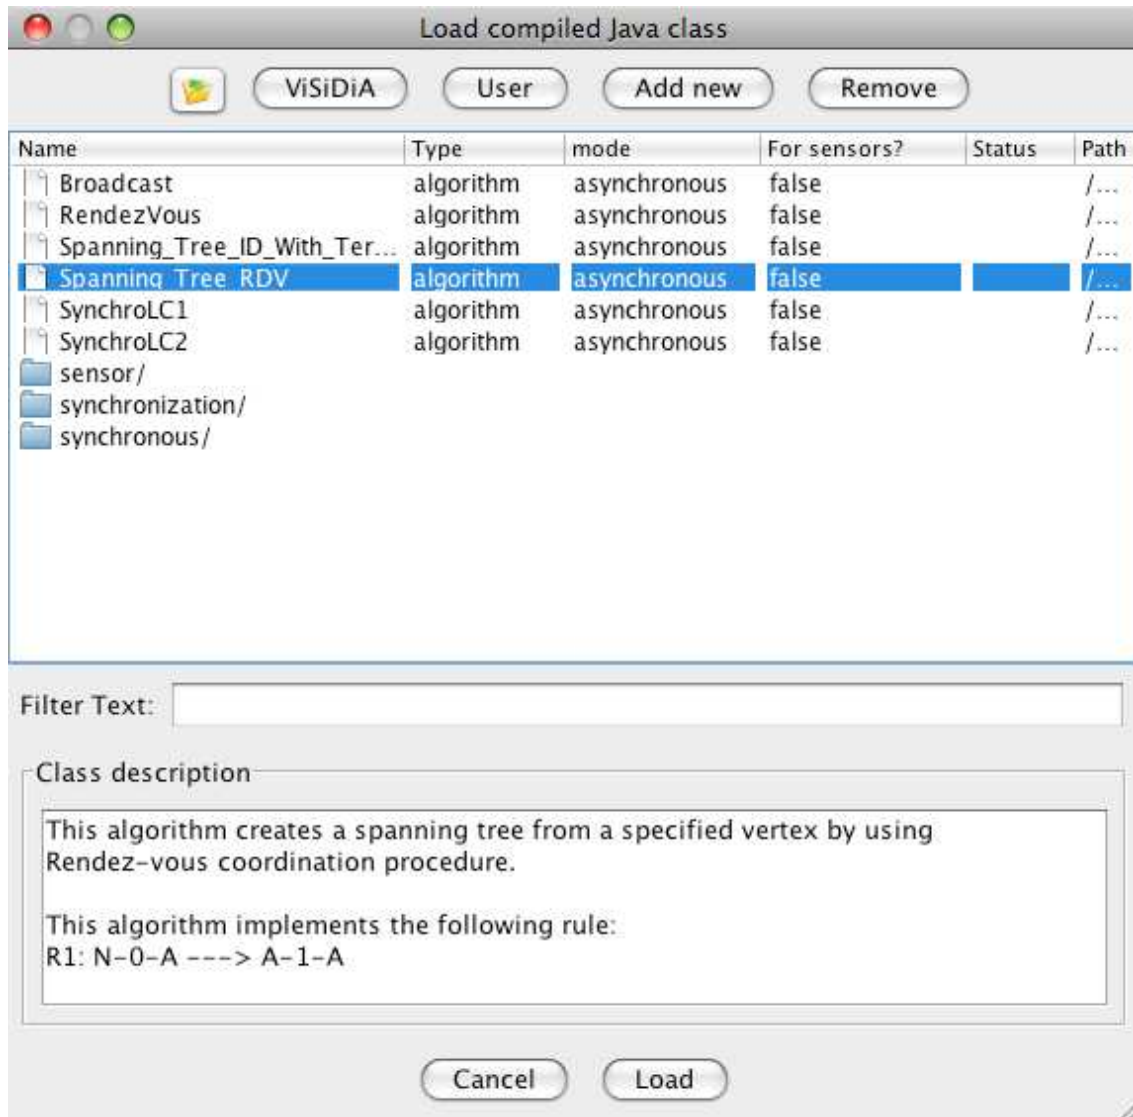 Load compiled Java class
ViSiDiA User Add new Remove
Name Type mode For sensors? Status Path
Broadcast algorithm asynchronous false /...
RendezVous algorithm asynchronous false /...
Spanning_Tree_ID_With_Ter... algorithm asynchronous false /...
Spanning_Tree_RDV algorithm asynchronous false /...
SynchroLC1 algorithm asynchronous false /...
SynchroLC2 algorithm asynchronous false /...
sensor/
synchronization/
synchronous/
Filter Text:
Class description
This algorithm creates a spanning tree from a specified vertex by using
Rendez-vous coordination procedure.
This algorithm implements the following rule:
R1: N-0-A ---> A-1-A
Cancel Load